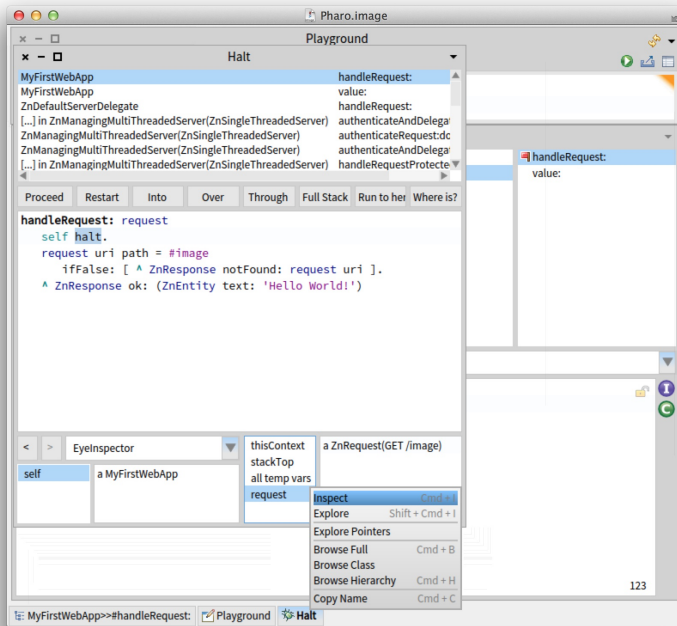 Pharo.image
Playground
Halt
MyFirstWebApp handleRequest:
MyFirstWebApp value:
ZnDefaultServerDelegate handleRequest:
[...] in ZnManagingMultiThreadedServer(ZnSingleThreadedServer) authenticateAndDelega
ZnManagingMultiThreadedServer(ZnSingleThreadedServer) authenticateRequest:do
ZnManagingMultiThreadedServer(ZnSingleThreadedServer) authenticateAndDelega
[...] in ZnManagingMultiThreadedServer(ZnSingleThreadedServer) handleRequestProtecte
handleRequest:
value:
Proceed Restart Into Over Through Full Stack Run to her Where is?
handleRequest: request
self halt.
request uri path = #image
ifFalse: [ ^ ZnResponse notFound: request uri ].
^ ZnResponse ok: (ZnEntity text: 'Hello World!')
I
C
< > EyeInspector
self
a MyFirstWebApp
thisContext
stackTop
all temp vars
request
a ZnRequest(GET /image)
Inspect Cmd + I
Explore Shift + Cmd + I
Explore Pointers
Browse Full Cmd + B
Browse Class
Browse Hierarchy Cmd + H
Copy Name Cmd + C
123
MyFirstWebApp>>#handleRequest: Playground Halt